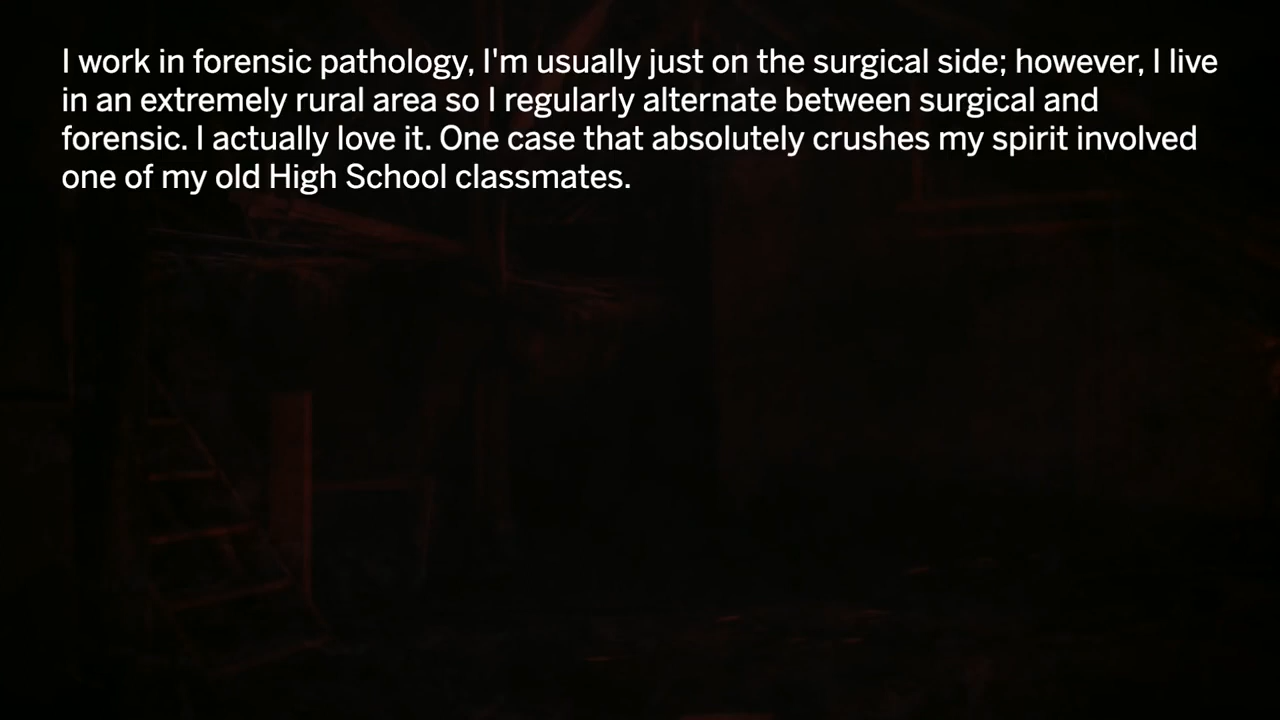 I work in forensic pathology, I'm usually just on the surgical side; however, I live
in an extremely rural area so I regularly alternate between surgical and
forensic. I actually love it. One case that absolutely crushes my spirit involved
one of my old High School classmates.